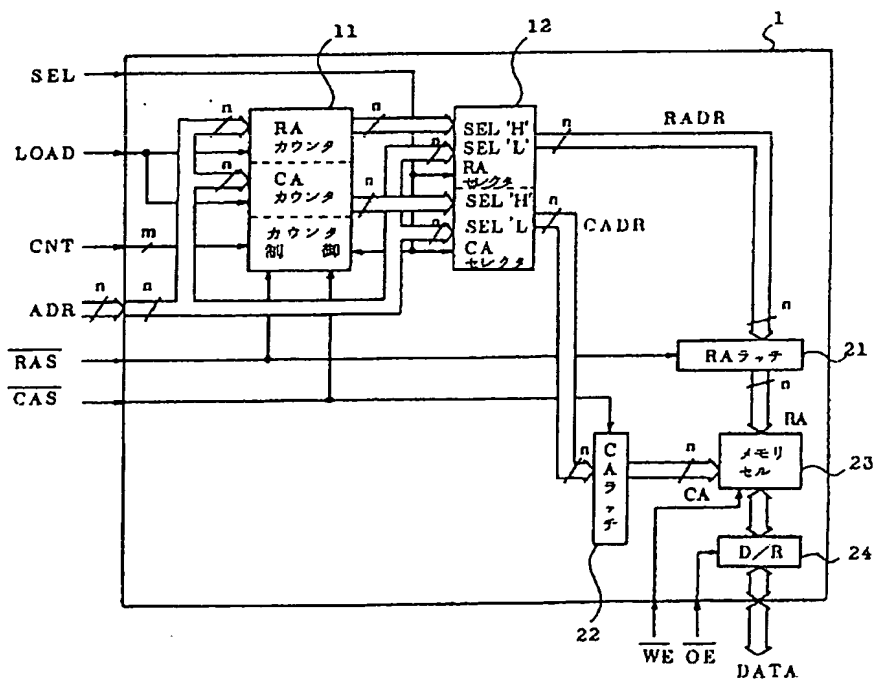 1
11
12
SEL
LOAD
CNT
ADR
RAS
CAS
n
n
m
n
n
RA
カウンタ
CA
カウンタ
カウンタ
制 御
n
n
n
n
SEL 'H'
SEL 'L'
RA
セレクタ
SEL 'H'
SEL 'L
CA
セレクタ
n
n
RADR
CADR
n
RAラッチ
21
n
RA
n
CAラッチ
22
n
CA
メモリ
セル
23
D/R
24
WE
OE
DATA